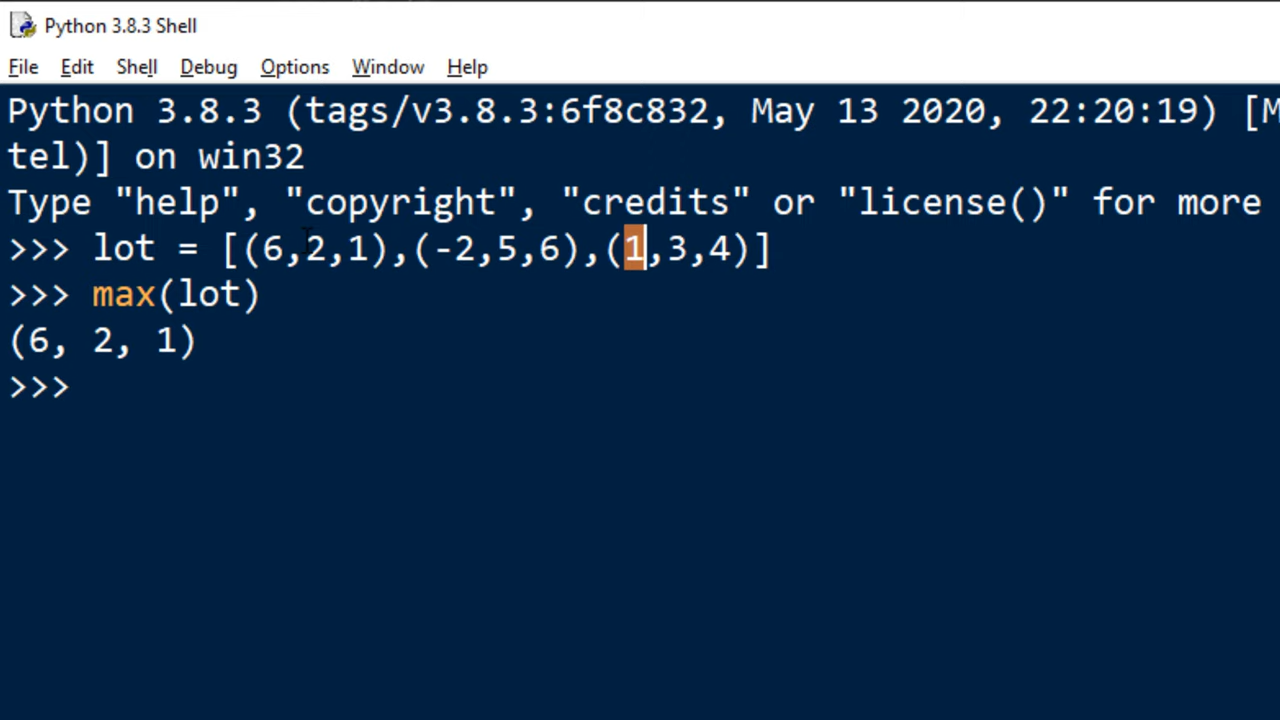 Python 3.8.3 Shell
File Edit Shell Debug Options Window Help
Python 3.8.3 (tags/v3.8.3:6f8c832, May 13 2020, 22:20:19) [M
tel)] on win32
Type "help", "copyright", "credits" or "license()" for more
>>> lot = [(6,2,1),(-2,5,6),(1,3,4)]
>>> max(lot)
(6, 2, 1)
>>>